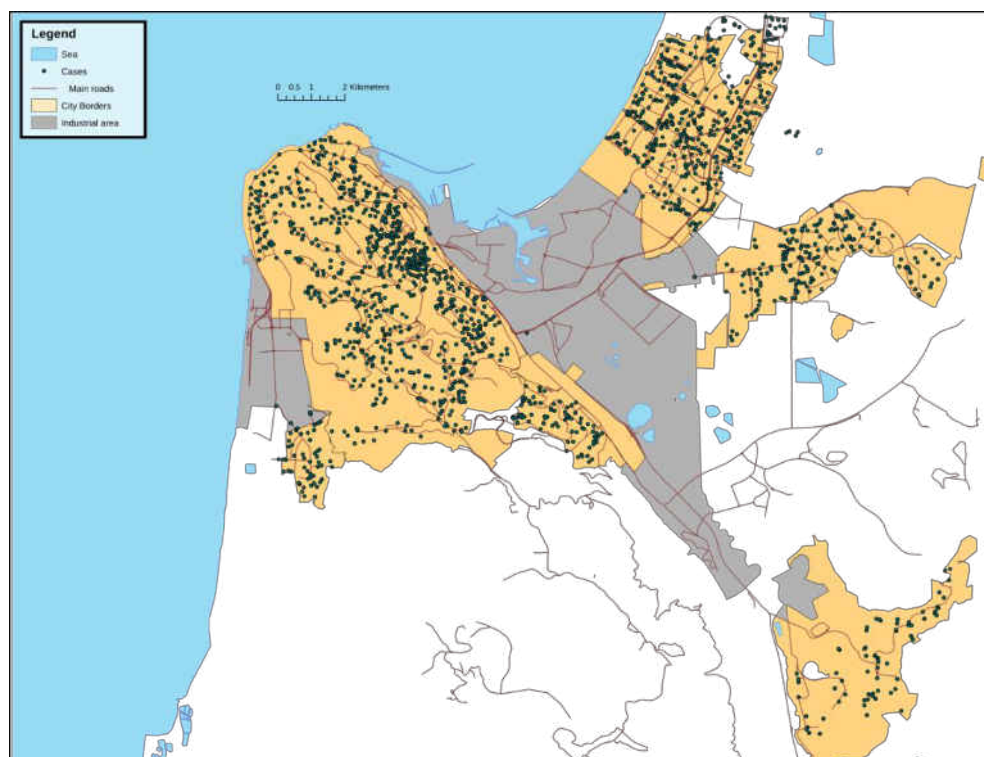 Legend
Sea
Cases
Main roads
City Borders
Industrial area
0 0.5 1 2 Kilometers